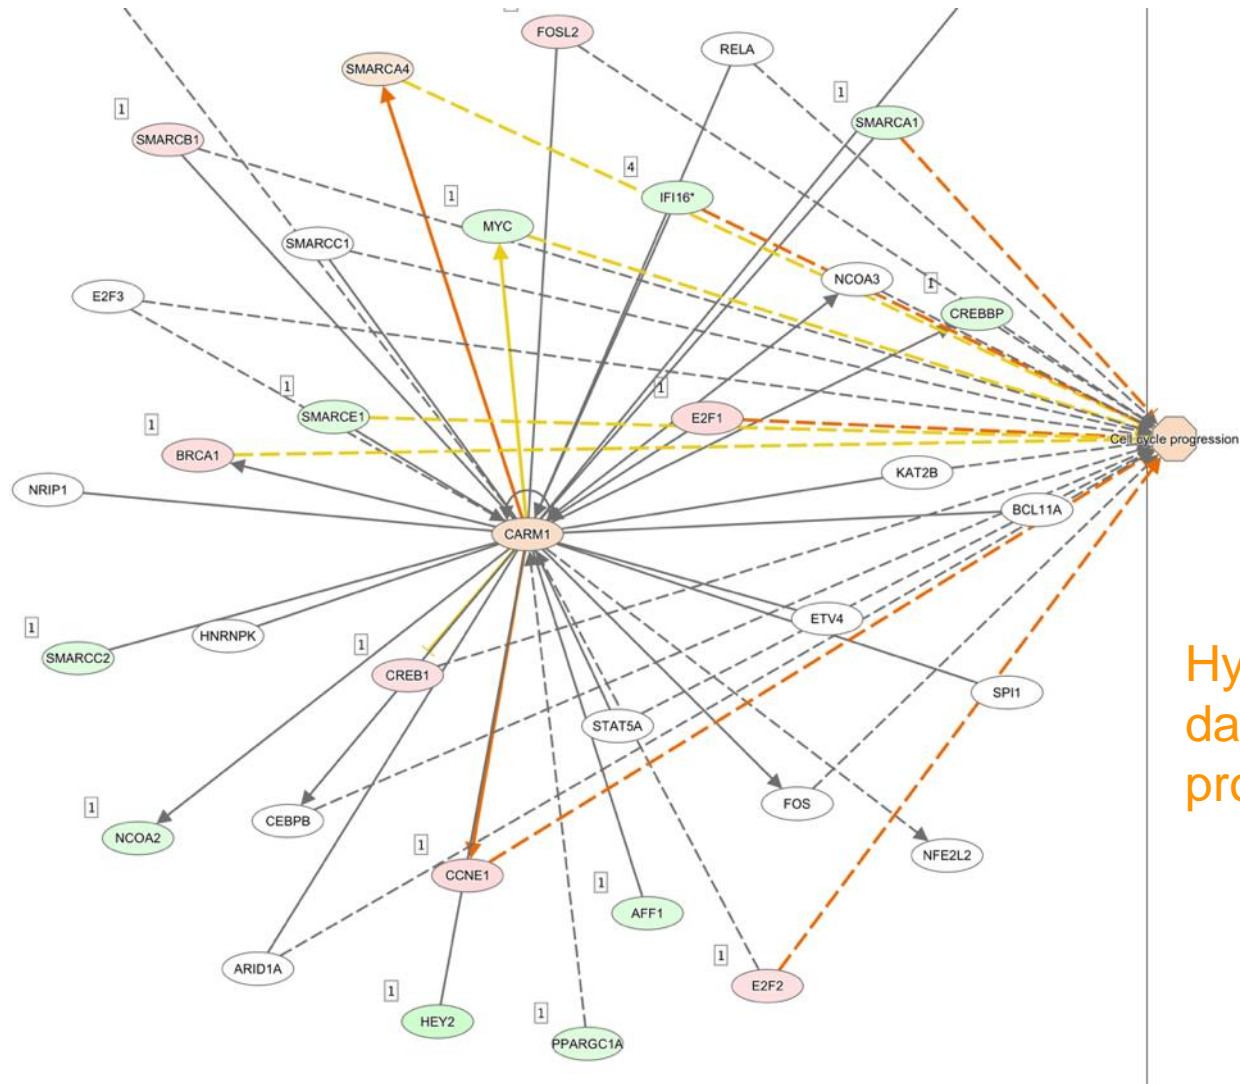 FOSL2
RELA
SMARCA4
1
SMARCA1
1
SMARCB1
4
IFI16*
1
MYC
SMARCC1
NCOA3
1
CREBBP
E2F3
1
SMARCE1
1
E2F1
1
BRCA1
Cell cycle progression
KAT2B
NRIP1
BCL11A
CARM1
ETV4
HNRNPK
1
SMARCC2
1
CREB1
SPI1
STAT5A
Hy
da
pro
FOS
CEBPB
1
NCOA2
NFE2L2
1
CCNE1
1
AFF1
ARID1A
1
E2F2
1
HEY2
1
PPARGC1A